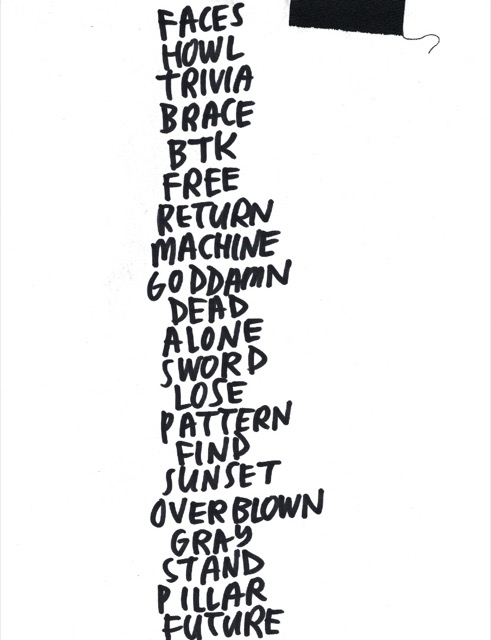 FACES
HOWL
TRIVIA
BRACE
BTK
FREE
RETURN
MACHINE
GODDAMN
DEAD
ALONE
SWORD
LOSE
PATTERN
FIND
SUNSET
OVERBLOWN
GRAY
STAND
PILLAR
FUTURE